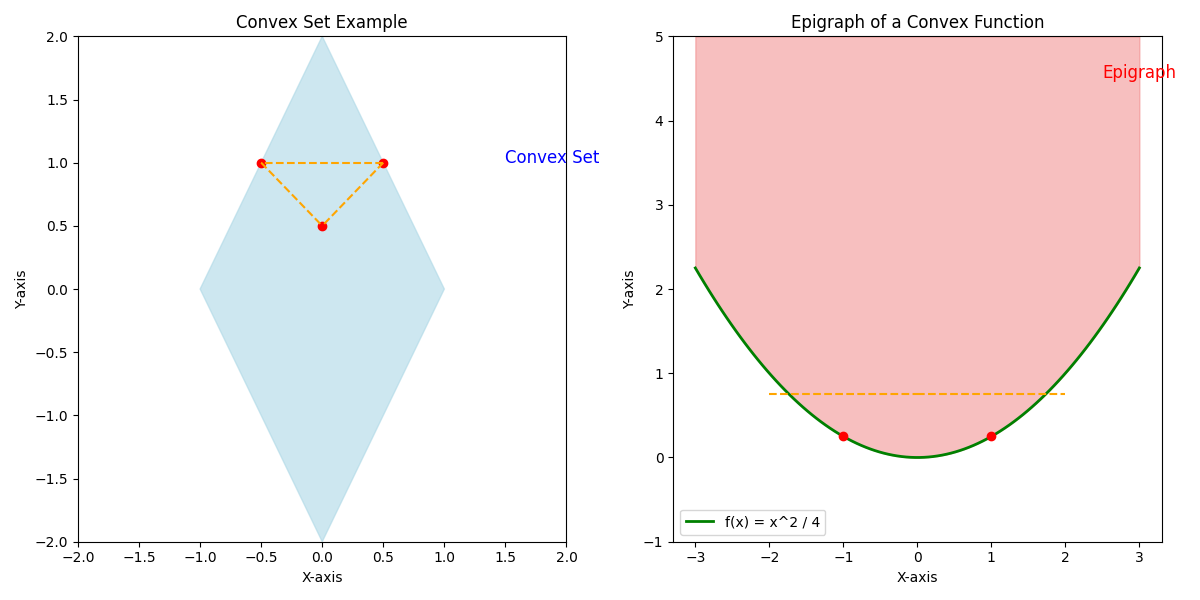 Convex Set Example
2.0
1.5
1.0
0.5
0.0
−0.5
−1.0
−1.5
−2.0
Y-axis
Convex Set
−2.0 −1.5 −1.0 −0.5 0.0 0.5 1.0 1.5 2.0
X-axis
Epigraph of a Convex Function
5
4
3
2
1
0
−1
Y-axis
Epigraph
f(x) = x^2 / 4
−3 −2 −1 0 1 2 3
X-axis